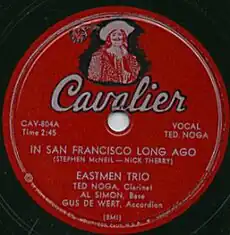 Cavalier
CAV-804A
Time 2:45
VOCAL
TED NOGA
IN SAN FRANCISCO LONG AGO
(STEPHEN McNEIL — NICK THERRY)
EASTMEN TRIO
TED NOGA, Clarinet
AL SIMON, Bass
GUS DE WERT, Accordion
(BMI)